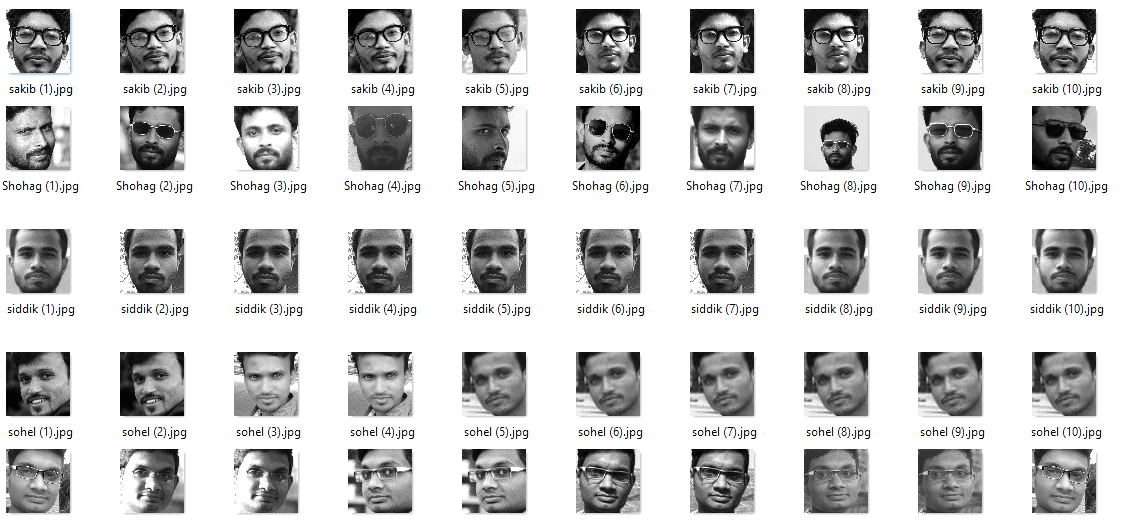 sakib (1).jpg sakib (2).jpg sakib (3).jpg sakib (4).jpg sakib (5).jpg sakib (6).jpg sakib (7).jpg sakib (8).jpg sakib (9).jpg sakib (10).jpg
Shohag (1).jpg Shohag (2).jpg Shohag (3).jpg Shohag (4).jpg Shohag (5).jpg Shohag (6).jpg Shohag (7).jpg Shohag (8).jpg Shohag (9).jpg Shohag (10).jpg
siddik (1).jpg siddik (2).jpg siddik (3).jpg siddik (4).jpg siddik (5).jpg siddik (6).jpg siddik (7).jpg siddik (8).jpg siddik (9).jpg siddik (10).jpg
sohel (1).jpg sohel (2).jpg sohel (3).jpg sohel (4).jpg sohel (5).jpg sohel (6).jpg sohel (7).jpg sohel (8).jpg sohel (9).jpg sohel (10).jpg